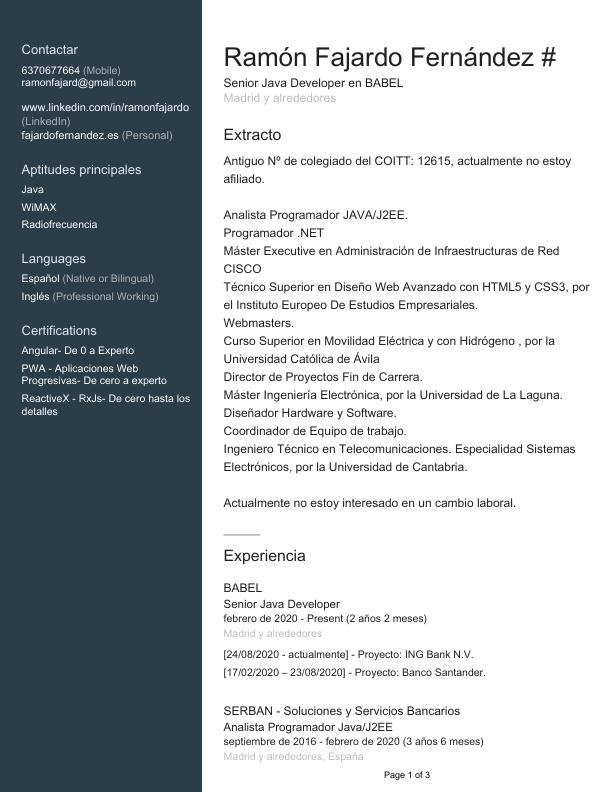 Contactar
6370677664 (Mobile)
ramonfajard@gmail.com
www.linkedin.com/in/ramonfajardo
(LinkedIn)
fajardofernandez.es (Personal)
Aptitudes principales
Java
WiMAX
Radiofrecuencia
Languages
Español (Native or Bilingual)
Inglés (Professional Working)
Certifications
Angular- De 0 a Experto
PWA - Aplicaciones Web
Progresivas- De cero a experto
ReactiveX - RxJs- De cero hasta los
detalles
Ramón Fajardo Fernández #
Senior Java Developer en BABEL
Madrid y alrededores
Extracto
Antiguo Nº de colegiado del COITT: 12615, actualmente no estoy
afiliado.
Analista Programador JAVA/J2EE.
Programador .NET
Máster Executive en Administración de Infraestructuras de Red
CISCO
Técnico Superior en Diseño Web Avanzado con HTML5 y CSS3, por
el Instituto Europeo De Estudios Empresariales.
Webmasters.
Curso Superior en Movilidad Eléctrica y con Hidrógeno , por la
Universidad Católica de Ávila
Director de Proyectos Fin de Carrera.
Máster Ingeniería Electrónica, por la Universidad de La Laguna.
Diseñador Hardware y Software.
Coordinador de Equipo de trabajo.
Ingeniero Técnico en Telecomunicaciones. Especialidad Sistemas
Electrónicos, por la Universidad de Cantabria.
Actualmente no estoy interesado en un cambio laboral.
Experiencia
BABEL
Senior Java Developer
febrero de 2020 - Present (2 años 2 meses)
Madrid y alrededores
[24/08/2020 - actualmente] - Proyecto: ING Bank N.V.
[17/02/2020 – 23/08/2020] - Proyecto: Banco Santander.
SERBAN - Soluciones y Servicios Bancarios
Analista Programador Java/J2EE
septiembre de 2016 - febrero de 2020 (3 años 6 meses)
Madrid y alrededores, España
Page 1 of 3